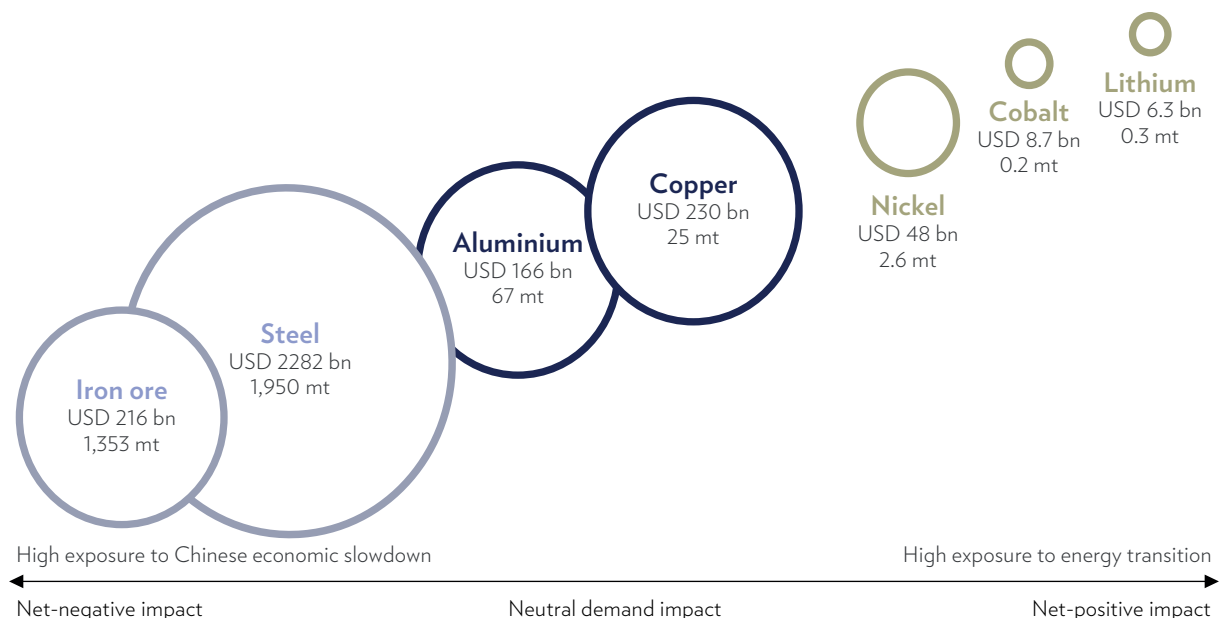 Lithium
USD 6.3 bn
0.3 mt
Cobalt
USD 8.7 bn
0.2 mt
Nickel
USD 48 bn
2.6 mt
Copper
USD 230 bn
25 mt
Aluminium
USD 166 bn
67 mt
Steel
USD 2282 bn
1,950 mt
Iron ore
USD 216 bn
1,353 mt
High exposure to Chinese economic slowdown
High exposure to energy transition
Net-negative impact
Neutral demand impact
Net-positive impact